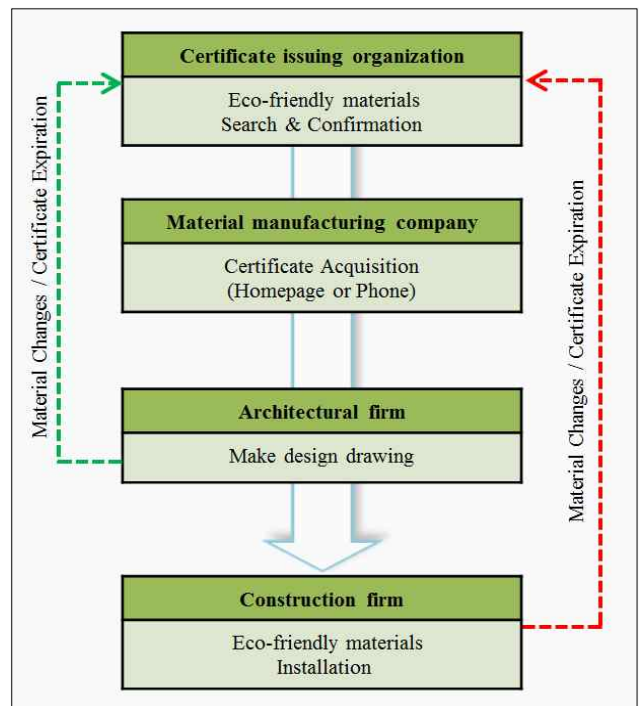 Certificate issuing organization
Eco-friendly materials
Search & Confirmation
Material manufacturing company
Certificate Acquisition
(Homepage or Phone)
Architectural firm
Make design drawing
Construction firm
Eco-friendly materials
Installation
Material Changes / Certificate Expiration
Material Changes / Certificate Expiration